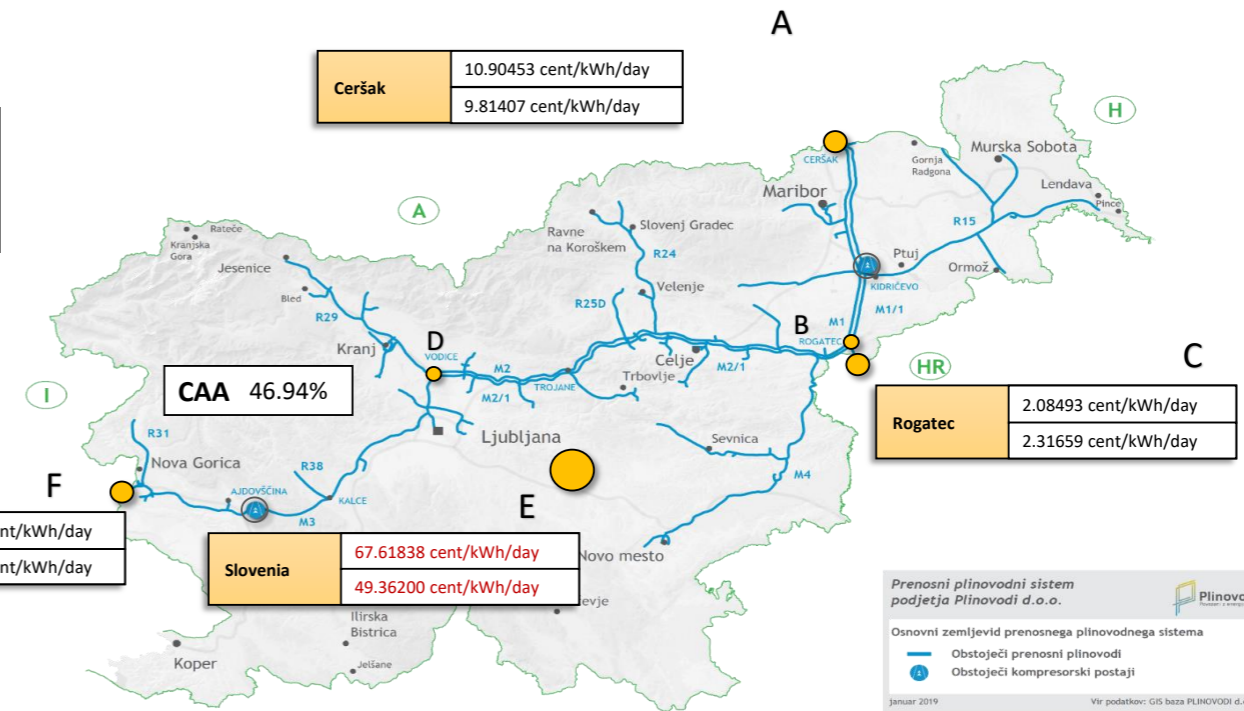 A
Ceršak
10.90453 cent/kWh/day
9.81407 cent/kWh/day
H
CERŠAK
Gornja
Radgona
Murska Sobota
Lendava
Pince
Maribor
A
Rateče
Kranjska
Gora
Ravne
na Koroškem
Slovenj Gradec
R24
R15
Ptuj
Ormož
Jesenice
Bled
R29
Velenje
KIDRIČEVO
M1/1
R25D
M1
B
ROGATEC
Kranj
D
VODICE
M2
TROJANE
Celje
M2/1
HR
C
CAA 46.94%
M2/1
Trbovlje
Rogatec
2.08493 cent/kWh/day
2.31659 cent/kWh/day
I
R31
Ljubljana
Sevnica
Nova Gorica
R38
M4
F
AJDOVŠČINA
KALCE
M3
E
nt/kWh/day
nt/kWh/day
Slovenia
67.61838 cent/kWh/day
49.36200 cent/kWh/day
Novo mesto
evje
Ilirska
Bistrica
Koper
Jelšane
Prenosni plinovodni sistem
podjetja Plinovodi d.o.o.
Plinovo
Osnovni zemljevid prenosnega plinovodnega sistema
Obstoječi prenosni plinovodi
Obstoječi kompresorski postaji
januar 2019
Vir podatkov: GIS baza PLINOVODI d.